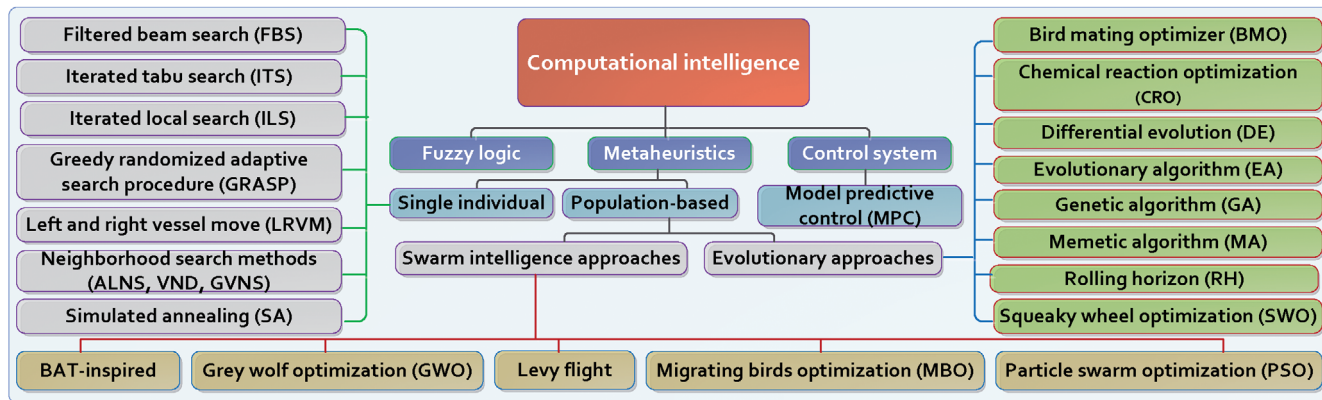 Computational intelligence
Fuzzy logic
Metaheuristics
Control system
Single individual
Population-based
Model predictive
control (MPC)
Swarm intelligence approaches
Evolutionary approaches
Filtered beam search (FBS)
Iterated tabu search (ITS)
Iterated local search (ILS)
Greedy randomized adaptive
search procedure (GRASP)
Left and right vessel move (LRVM)
Neighborhood search methods
(ALNS, VND, GVNS)
Simulated annealing (SA)
Bird mating optimizer (BMO)
Chemical reaction optimization
(CRO)
Differential evolution (DE)
Evolutionary algorithm (EA)
Genetic algorithm (GA)
Memetic algorithm (MA)
Rolling horizon (RH)
Squeaky wheel optimization (SWO)
BAT-inspired
Grey wolf optimization (GWO)
Levy flight
Migrating birds optimization (MBO)
Particle swarm optimization (PSO)